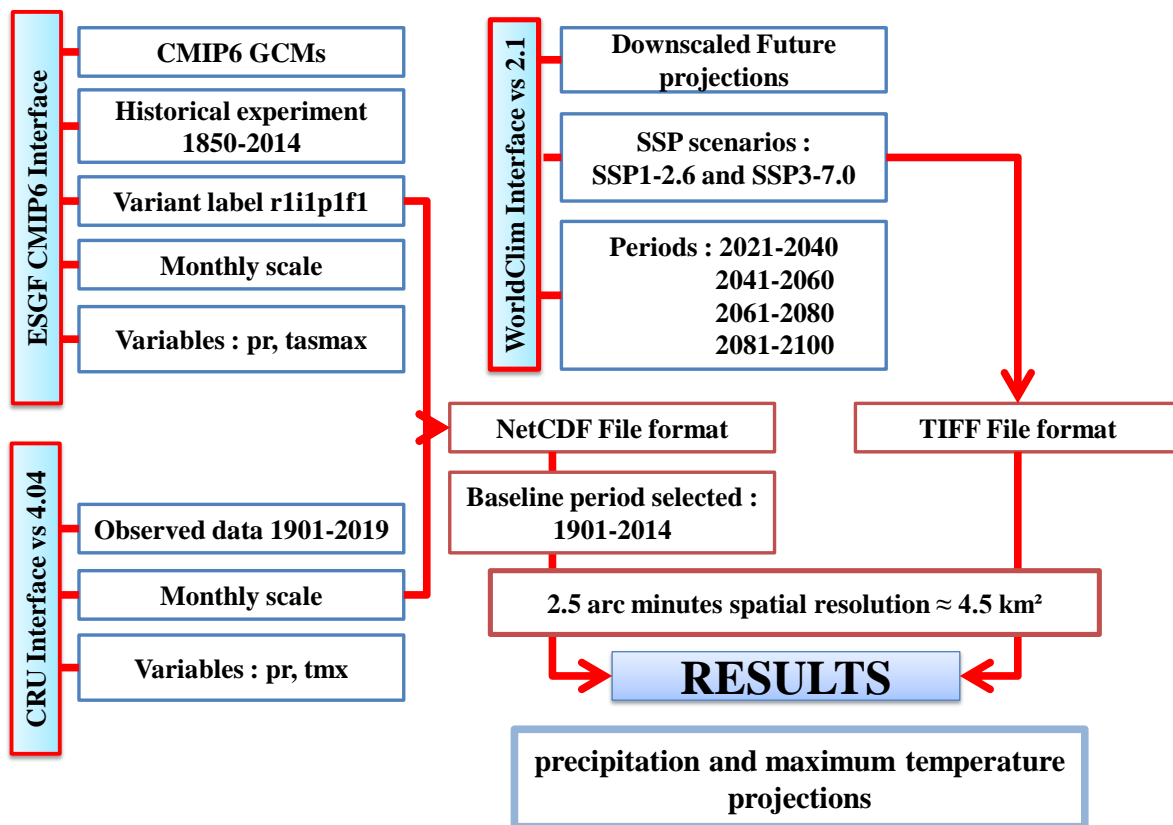 ESGF CMIP6 Interface
CMIP6 GCMs
Historical experiment
1850-2014
Variant label r1i1p1f1
Monthly scale
Variables : pr, tasmax
CRU Interface vs 4.04
Observed data 1901-2019
Monthly scale
Variables : pr, tmx
WorldClim Interface vs 2.1
Downscaled Future
projections
SSP scenarios :
SSP1-2.6 and SSP3-7.0
Periods : 2021-2040
2041-2060
2061-2080
2081-2100
NetCDF File format
TIFF File format
Baseline period selected :
1901-2014
2.5 arc minutes spatial resolution ≈ 4.5 km²
RESULTS
precipitation and maximum temperature
projections